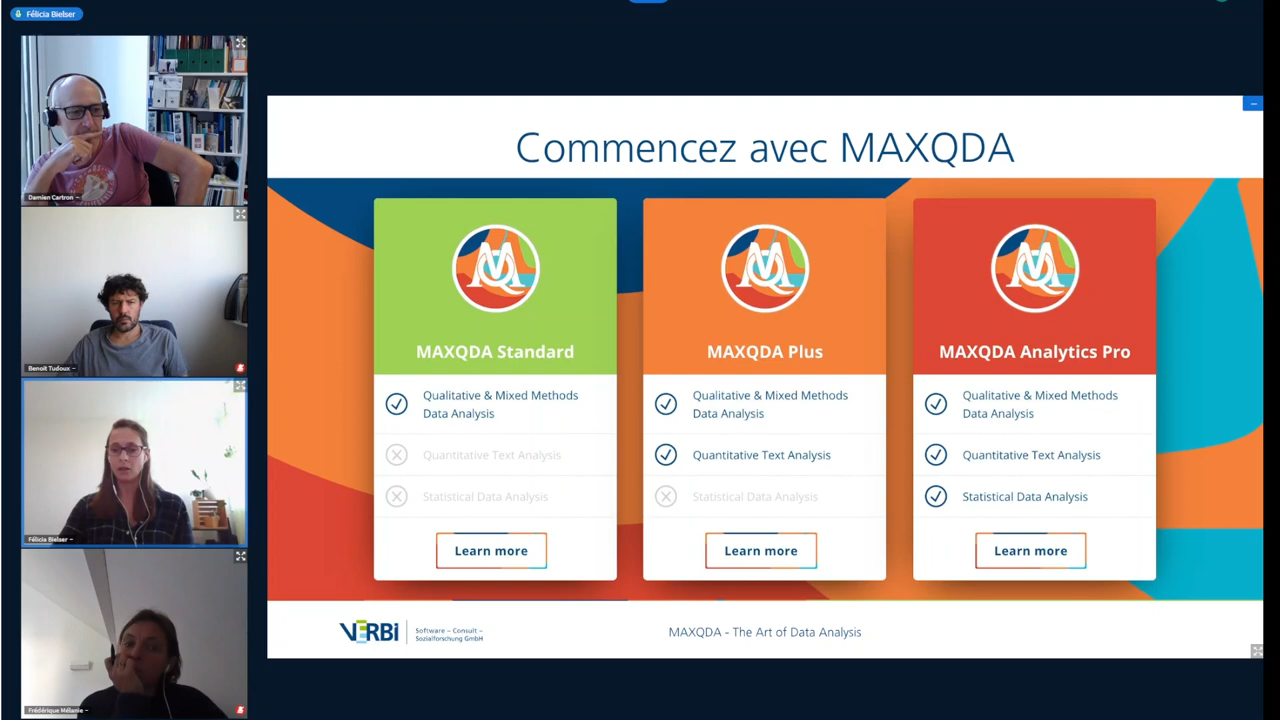 Félicia Bielser
Damien Cartron
Benoit Tudoux
Félicia Bielser
Frédérique Mélanie
Commencez avec MAXQDA
MAXQDA Standard
Qualitative & Mixed Methods
Data Analysis
Quantitative Text Analysis
Statistical Data Analysis
Learn more
MAXQDA Plus
Qualitative & Mixed Methods
Data Analysis
Quantitative Text Analysis
Statistical Data Analysis
Learn more
MAXQDA Analytics Pro
Qualitative & Mixed Methods
Data Analysis
Quantitative Text Analysis
Statistical Data Analysis
Learn more
VERBI
Software – Consult –
Sozialforschung GmbH
MAXQDA - The Art of Data Analysis